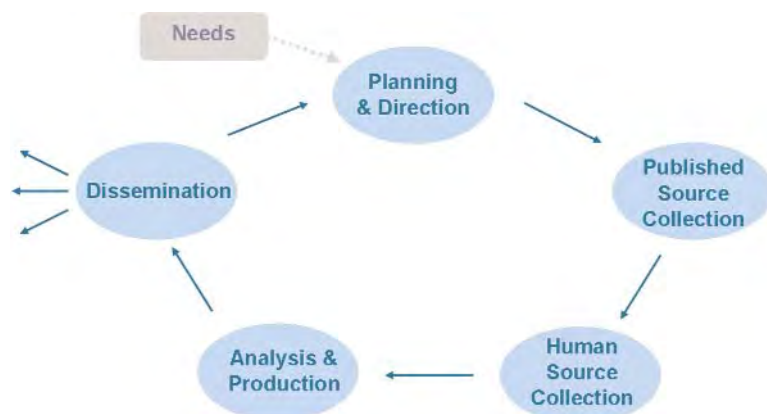 Needs
Planning
& Direction
Published
Source
Collection
Dissemination
Analysis &
Production
Human
Source
Collection